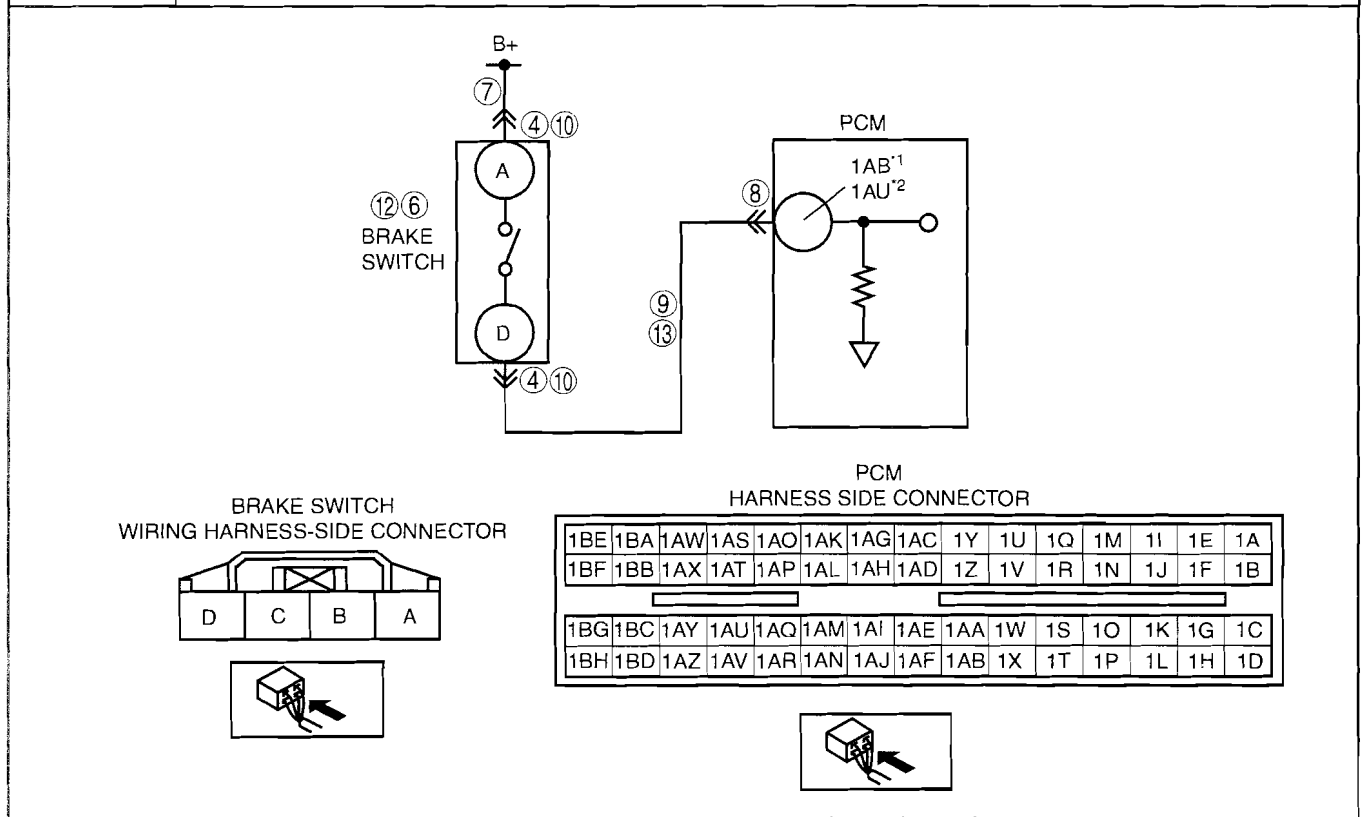 B+
⑦
④⑩
A
⑫⑥
BRAKE
SWITCH
D
④⑩
⑨
⑬
⑧
PCM
1AB*1
1AU*2
BRAKE SWITCH
WIRING HARNESS-SIDE CONNECTOR
D C B A
PCM
HARNESS SIDE CONNECTOR
1BE 1BA 1AW 1AS 1AO 1AK 1AG 1AC 1Y 1U 1Q 1M 1I 1E 1A
1BF 1BB 1AX 1AT 1AP 1AL 1AH 1AD 1Z 1V 1R 1N 1J 1F 1B
1BG 1BC 1AY 1AU 1AQ 1AM 1AI 1AE 1AA 1W 1S 1O 1K 1G 1C
1BH 1BD 1AZ 1AV 1AR 1AN 1AJ 1AF 1AB 1X 1T 1P 1L 1H 1D